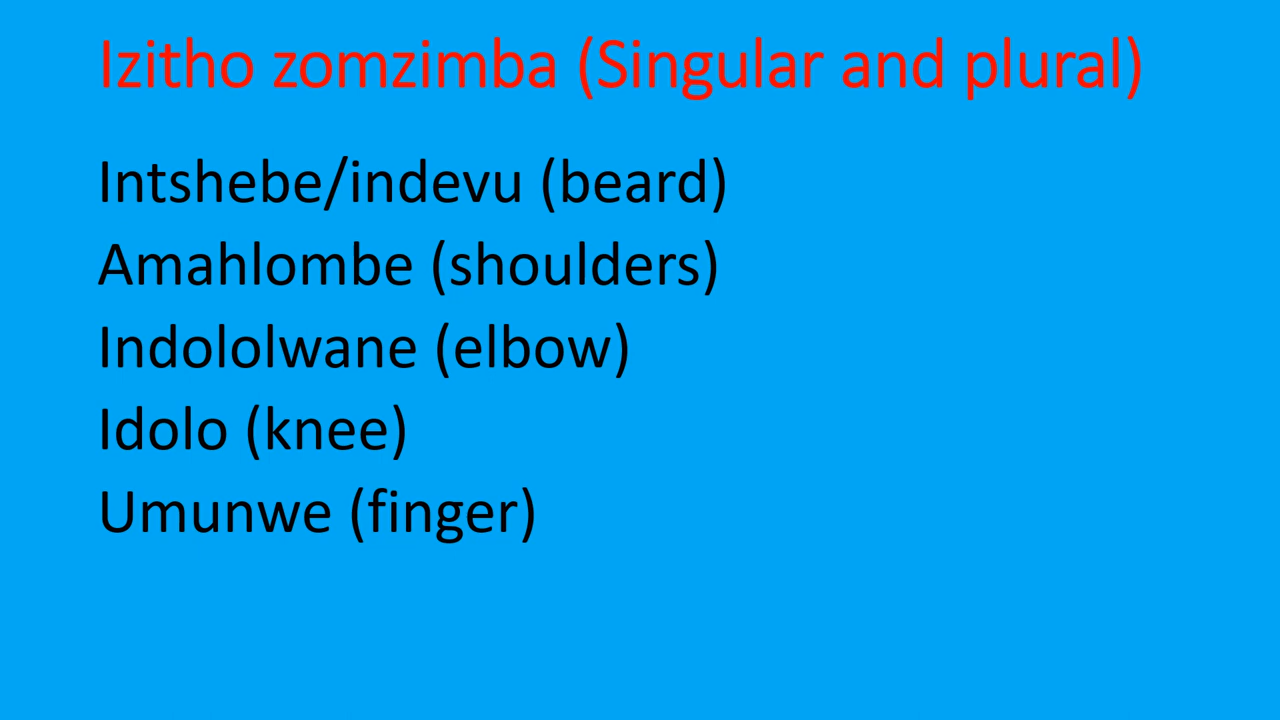 Izitho zomzimba (Singular and plural)
Intshebe/indevu (beard)
Amahlombe (shoulders)
Indololwane (elbow)
Idolo (knee)
Umunwe (finger)